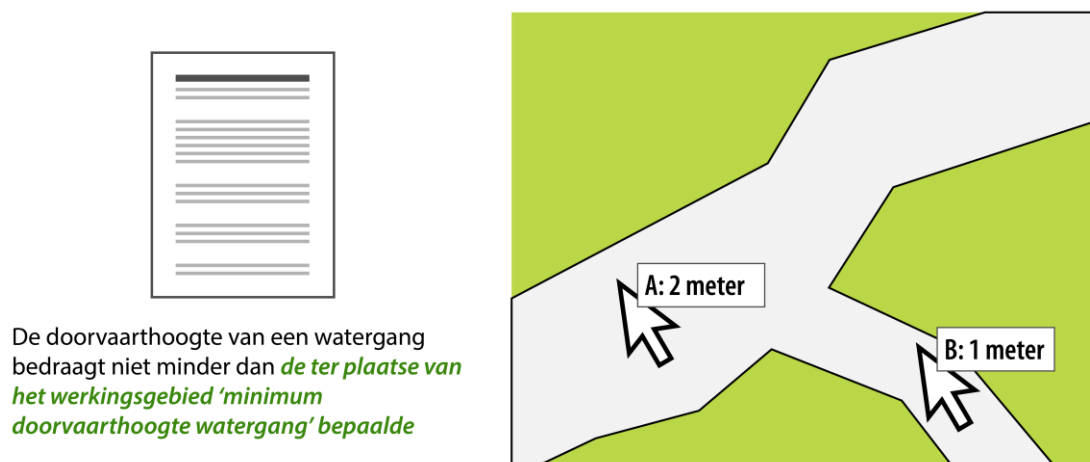 De doorvaarthoogte van een watergang
bedraagt niet minder dan de ter plaatse van
het werkingsgebied ‘minimum
doorvaarthoogte watergang’ bepaalde
A: 2 meter
B: 1 meter